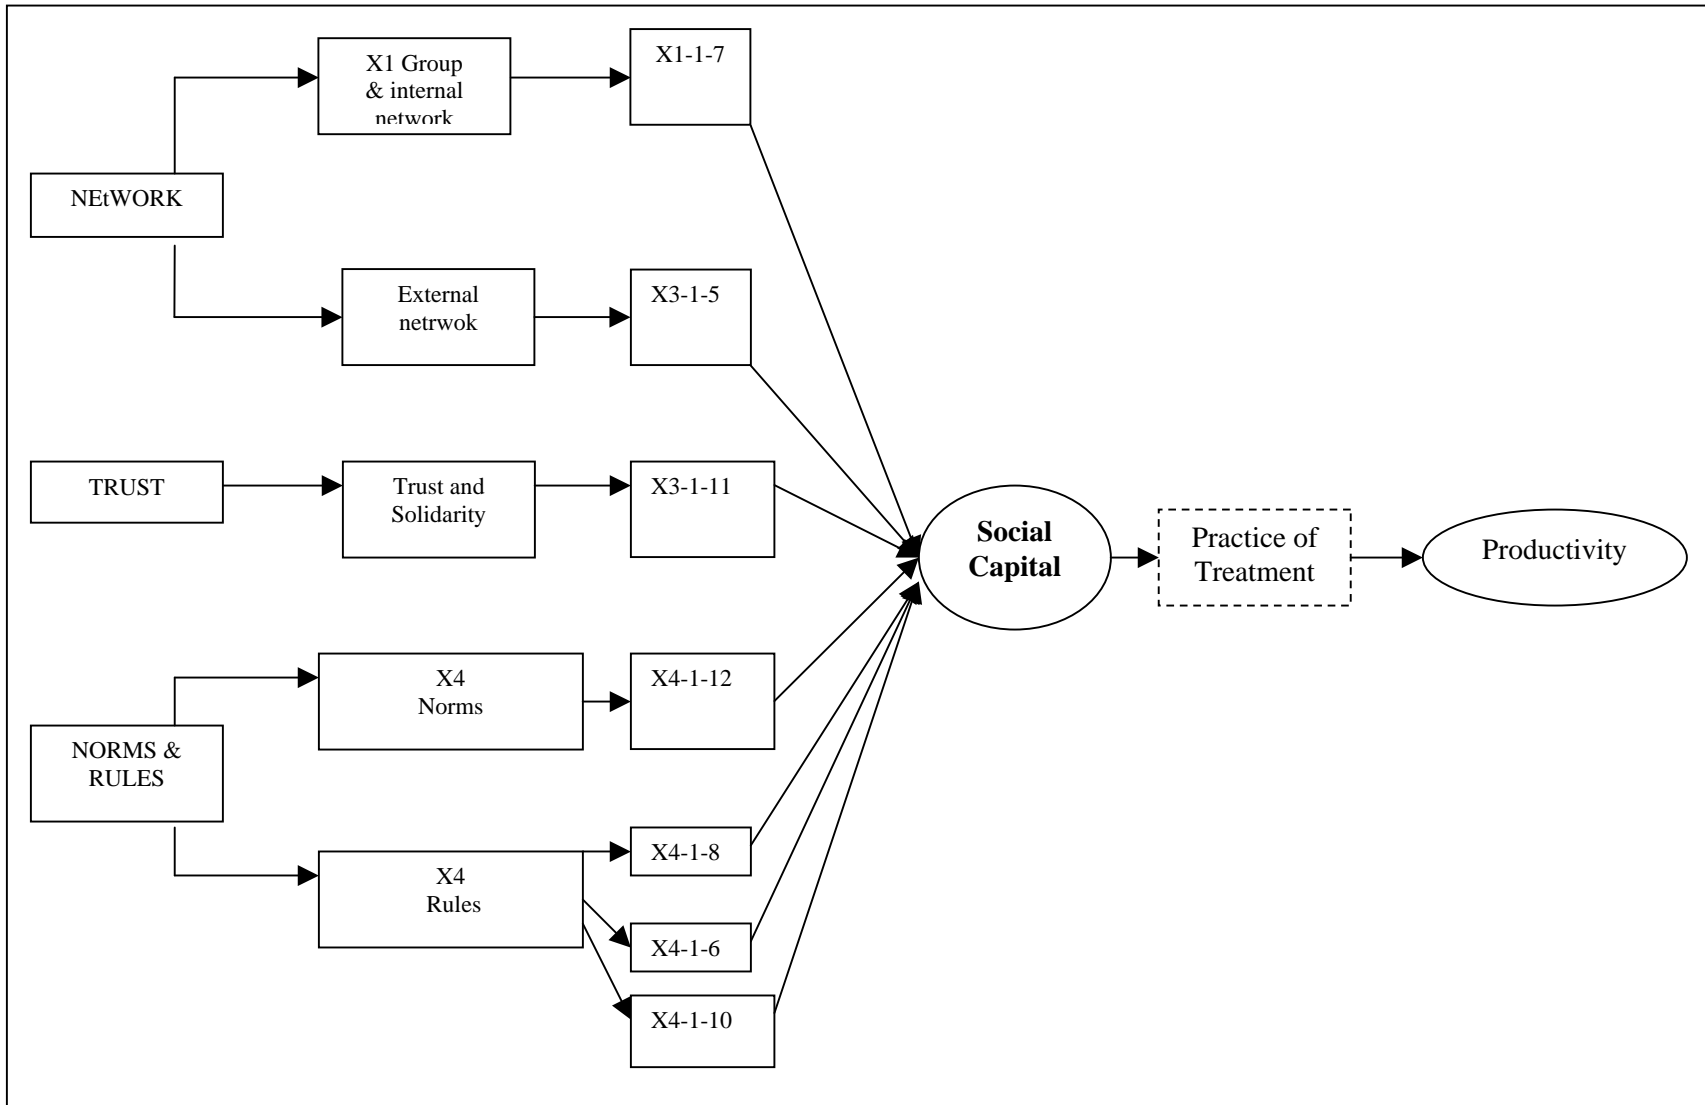 X1 Group
& internal
network
X1-1-7
NEtWORK
External
netrwok
X3-1-5
TRUST
Trust and
Solidarity
X3-1-11
Social
Capital
Practice of
Treatment
Productivity
X4
Norms
X4-1-12
NORMS &
RULES
X4
Rules
X4-1-8
X4-1-6
X4-1-10